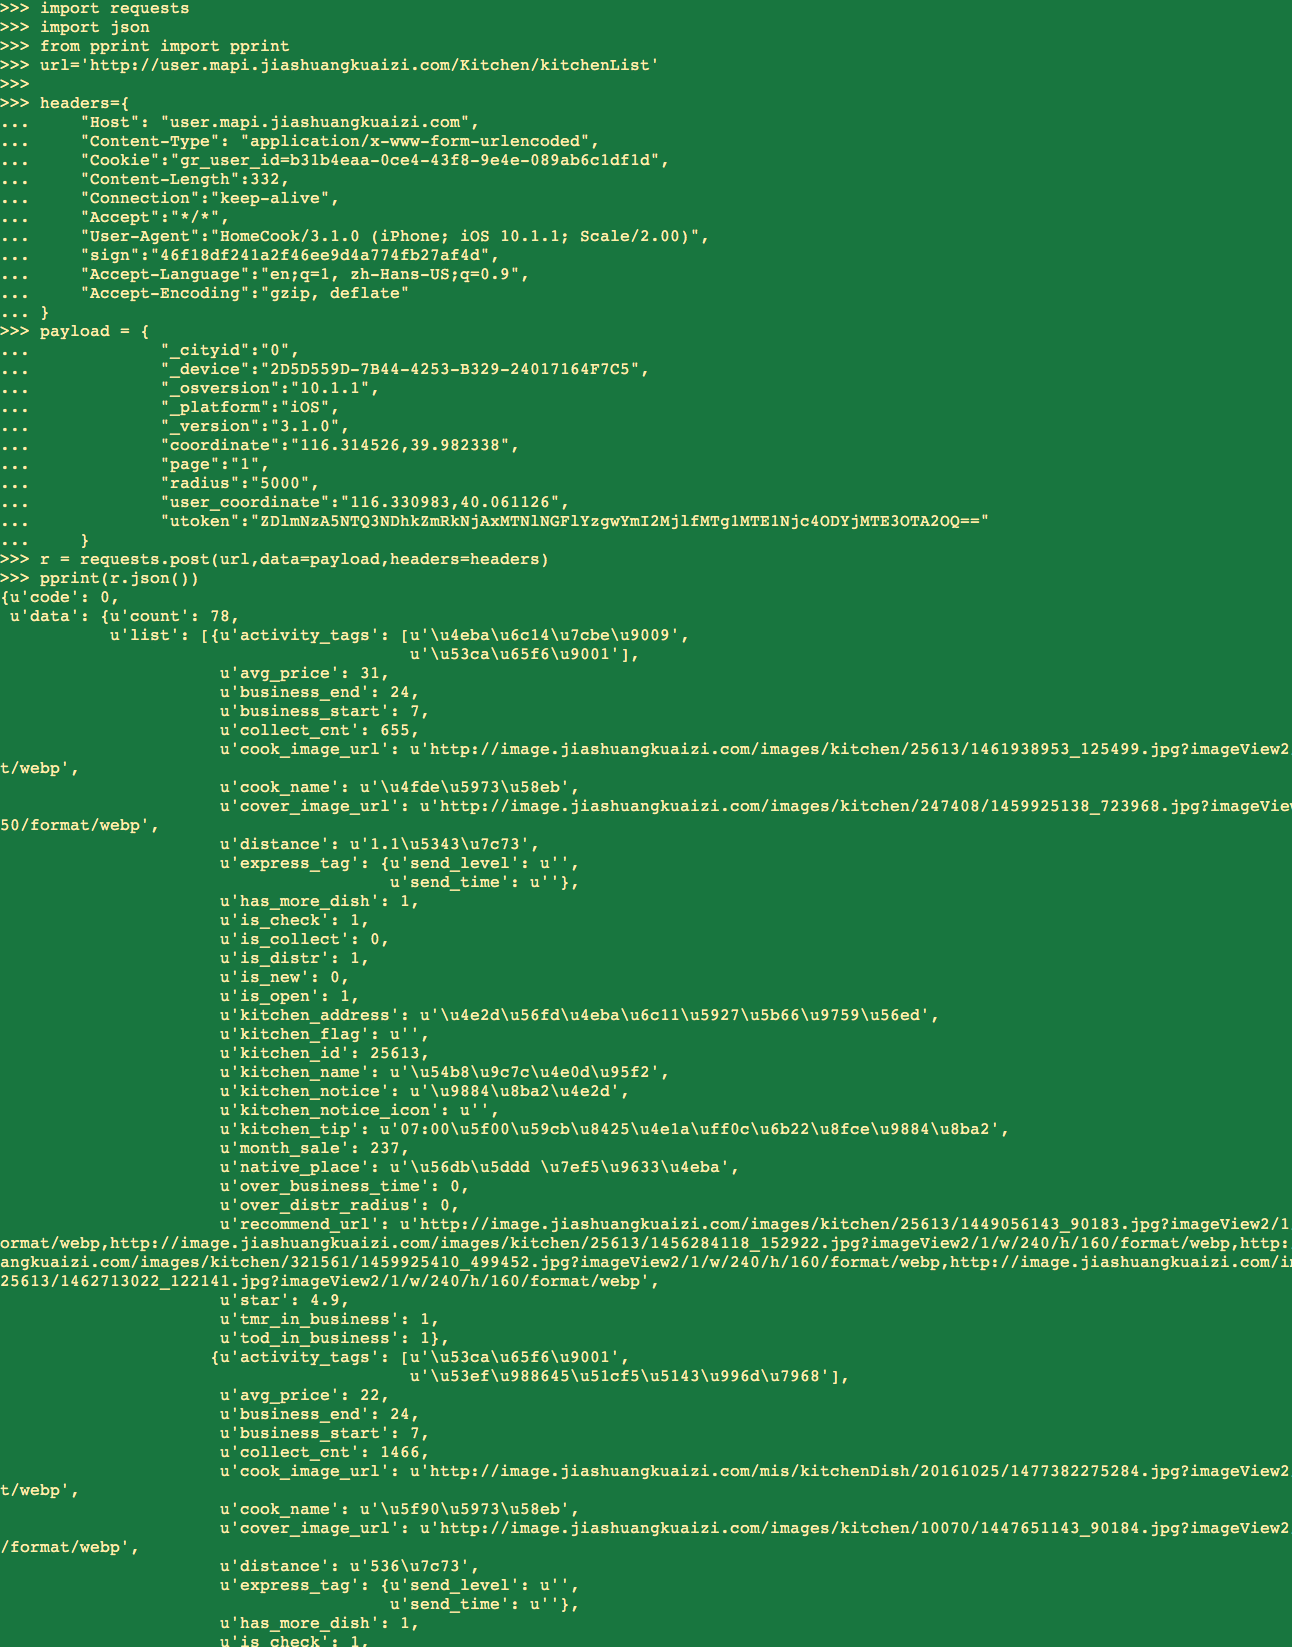 >>> import requests
>>> import json
>>> from pprint import pprint
>>> url='http://user.mapi.jiashuangkuaizi.com/Kitchen/kitchenList'
>>>
>>> headers={
...     "Host": "user.mapi.jiashuangkuaizi.com",
...     "Content-Type": "application/x-www-form-urlencoded",
...     "Cookie":"gr_user_id=b31b4eaa-0ce4-43f8-9e4e-089ab6c1df1d",
...     "Content-Length":332,
...     "Connection":"keep-alive",
...     "Accept":"*/*",
...     "User-Agent":"HomeCook/3.1.0 (iPhone; iOS 10.1.1; Scale/2.00)",
...     "sign":"46f18df241a2f46ee9d4a774fb27af4d",
...     "Accept-Language":"en;q=1, zh-Hans-US;q=0.9",
...     "Accept-Encoding":"gzip, deflate"
... }
>>> payload = {
...             "_cityid":"0",
...             "_device":"2D5D559D-7B44-4253-B329-24017164F7C5",
...             "_osversion":"10.1.1",
...             "_platform":"iOS",
...             "_version":"3.1.0",
...             "coordinate":"116.314526,39.982338",
...             "page":"1",
...             "radius":"5000",
...             "user_coordinate":"116.330983,40.061126",
...             "utoken":"ZDlmNzA5NTQ3NDhkZmRkNjAxMTNlNGFlYzgwYmI2MjlfMTg1MTE1Njc4ODYjMTE3OTA2OQ=="
...     }
>>> r = requests.post(url,data=payload,headers=headers)
>>> pprint(r.json())
{u'code': 0,
 u'data': {u'count': 78,
           u'list': [{u'activity_tags': [u'\u4eba\u6c14\u7cbe\u9009',
                                         u'\u53ca\u65f6\u9001'],
                      u'avg_price': 31,
                      u'business_end': 24,
                      u'business_start': 7,
                      u'collect_cnt': 655,
                      u'cook_image_url': u'http://image.jiashuangkuaizi.com/images/kitchen/25613/1461938953_125499.jpg?imageView2
t/webp',
                      u'cook_name': u'\u4fde\u5973\u58eb',
                      u'cover_image_url': u'http://image.jiashuangkuaizi.com/images/kitchen/247408/1459925138_723968.jpg?imageVie
50/format/webp',
                      u'distance': u'1.1\u5343\u7c73',
                      u'express_tag': {u'send_level': u'',
                                       u'send_time': u''},
                      u'has_more_dish': 1,
                      u'is_check': 1,
                      u'is_collect': 0,
                      u'is_distr': 1,
                      u'is_new': 0,
                      u'is_open': 1,
                      u'kitchen_address': u'\u4e2d\u56fd\u4eba\u6c11\u5927\u5b66\u9759\u56ed',
                      u'kitchen_flag': u'',
                      u'kitchen_id': 25613,
                      u'kitchen_name': u'\u54b8\u9c7c\u4e0d\u95f2',
                      u'kitchen_notice': u'\u9884\u8ba2\u4e2d',
                      u'kitchen_notice_icon': u'',
                      u'kitchen_tip': u'07:00\u5f00\u59cb\u8425\u4e1a\uff0c\u6b22\u8fce\u9884\u8ba2',
                      u'month_sale': 237,
                      u'native_place': u'\u56db\u5ddd \u7ef5\u9633\u4eba',
                      u'over_business_time': 0,
                      u'over_distr_radius': 0,
                      u'recommend_url': u'http://image.jiashuangkuaizi.com/images/kitchen/25613/1449056143_90183.jpg?imageView2/1
ormat/webp,http://image.jiashuangkuaizi.com/images/kitchen/25613/1456284118_152922.jpg?imageView2/1/w/240/h/160/format/webp,http:
angkuaizi.com/images/kitchen/321561/1459925410_499452.jpg?imageView2/1/w/240/h/160/format/webp,http://image.jiashuangkuaizi.com/i
25613/1462713022_122141.jpg?imageView2/1/w/240/h/160/format/webp',
                      u'star': 4.9,
                      u'tmr_in_business': 1,
                      u'tod_in_business': 1},
                     {u'activity_tags': [u'\u53ca\u65f6\u9001',
                                         u'\u53ef\u988645\u51cf5\u5143\u996d\u7968'],
                      u'avg_price': 22,
                      u'business_end': 24,
                      u'business_start': 7,
                      u'collect_cnt': 1466,
                      u'cook_image_url': u'http://image.jiashuangkuaizi.com/mis/kitchenDish/20161025/1477382275284.jpg?imageView2
t/webp',
                      u'cook_name': u'\u5f90\u5973\u58eb',
                      u'cover_image_url': u'http://image.jiashuangkuaizi.com/images/kitchen/10070/1447651143_90184.jpg?imageView2
/format/webp',
                      u'distance': u'536\u7c73',
                      u'express_tag': {u'send_level': u'',
                                       u'send_time': u''},
                      u'has_more_dish': 1,
                      u'is_check': 1,